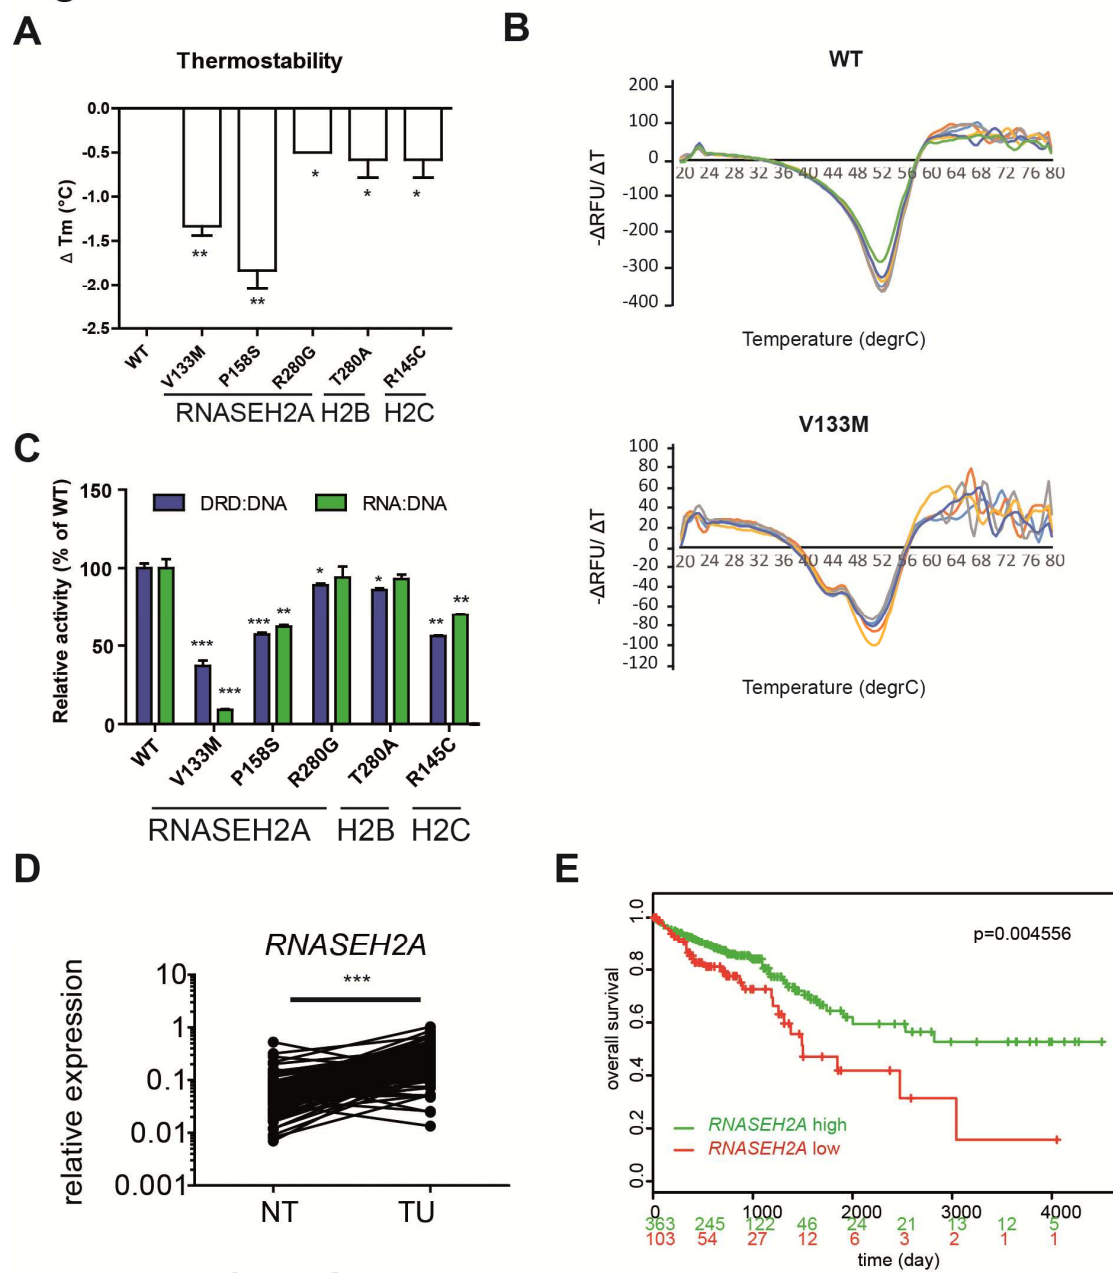 A
Thermostability
Δ Tm (°C)
0.0
-0.5
-1.0
-1.5
-2.0
-2.5
**
**
*
*
*
WT
V133M
P158S
R280G
T280A
R145C
RNASEH2A H2B H2C
B
WT
-ΔRFU/ ΔT
200
100
0
-100
-200
-300
-400
20 24 28 32 36 40 44 48 52 56 60 64 68 72 76 80
Temperature (degrC)
V133M
-ΔRFU/ ΔT
100
80
60
40
20
0
-20
-40
-60
-80
-100
-120
20 24 28 32 36 40 44 48 52 56 60 64 68 72 76 80
Temperature (degrC)
C
Relative activity (% of WT)
150
100
50
0
DRD:DNA RNA:DNA
***
***
***
**
*
*
**
**
WT
V133M
P158S
R280G
T280A
R145C
RNASEH2A H2B H2C
D
RNASEH2A
***
relative expression
10
1
0.1
0.01
0.001
NT TU
E
overall survival
1.0
0.8
0.6
0.4
0.2
0.0
p=0.004556
RNASEH2A high
RNASEH2A low
0 1000 2000 3000 4000
363 245 122 46 24 21 13 12 5
103 54 27 12 6 3 2 1 1
time (day)